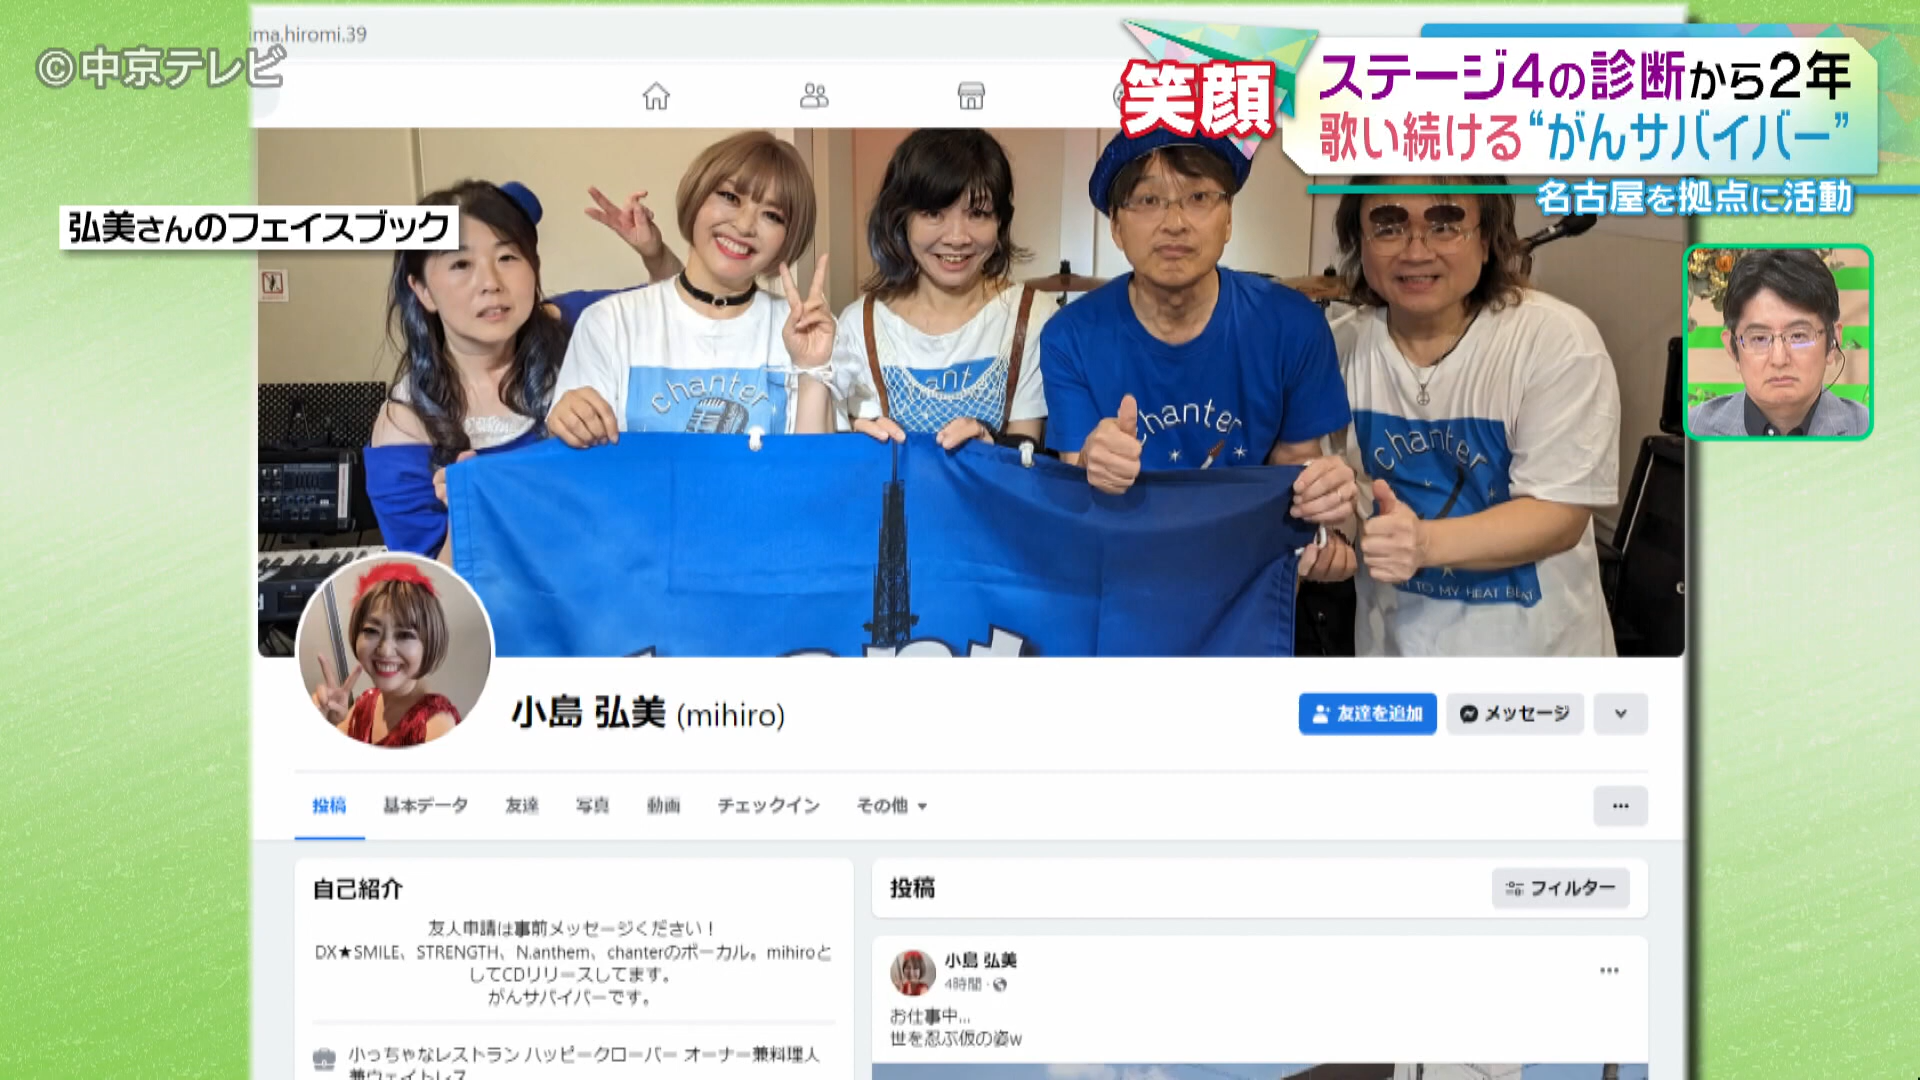 ima.hiromi.39
©中京テレビ
笑顔
ステージ4の診断から2年
歌い続ける“がんサバイバー”
名古屋を拠点に活動
弘美さんのフェイスブック
chanter
chanter
chanter
TO MY HEAT BEAT
小島 弘美 (mihiro)
友達を追加
メッセージ
投稿 基本データ 友達 写真 動画 チェックイン その他
自己紹介
友人申請は事前メッセージください！
DX★SMILE、STRENGTH、N.anthem、chanterのボーカル。mihiroと
してCDリリースしてます。
がんサバイバーです。
小っちゃなレストラン ハッピークローバー オーナー兼料理人
兼ウェイトレス
投稿
フィルター
小島 弘美
4時間
お仕事中...
世を忍ぶ仮の姿w